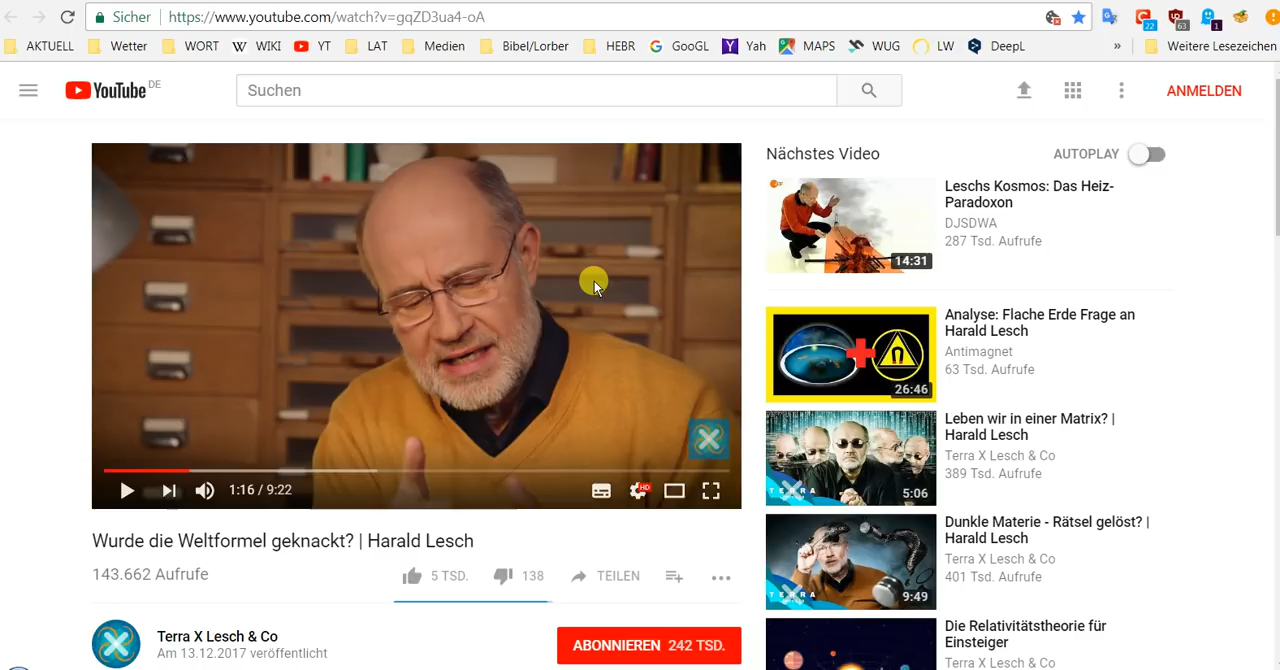 Sicher https://www.youtube.com/watch?v=gqZD3ua4-oA
22 63 1
AKTUELL Wetter WORT WIKI YT LAT Medien Bibel/Lorber HEBR GooGL Yah MAPS WUG LW DeepL » Weitere Lesezeichen
YouTube DE
Suchen
ANMELDEN
1:16 / 9:22
HD
Wurde die Weltformel geknackt? | Harald Lesch
143.662 Aufrufe
5 TSD. 138 TEILEN
Terra X Lesch & Co
Am 13.12.2017 veröffentlicht
ABONNIEREN 242 TSD.
Nächstes Video
AUTOPLAY
14:31
Leschs Kosmos: Das Heiz-
Paradoxon
DJSDWA
287 Tsd. Aufrufe
26:46
Analyse: Flache Erde Frage an
Harald Lesch
Antimagnet
63 Tsd. Aufrufe
TERRA
5:06
Leben wir in einer Matrix? |
Harald Lesch
Terra X Lesch & Co
389 Tsd. Aufrufe
TERRA
9:49
Dunkle Materie - Rätsel gelöst? |
Harald Lesch
Terra X Lesch & Co
401 Tsd. Aufrufe
Die Relativitätstheorie für
Einsteiger
Terra X Lesch & Co